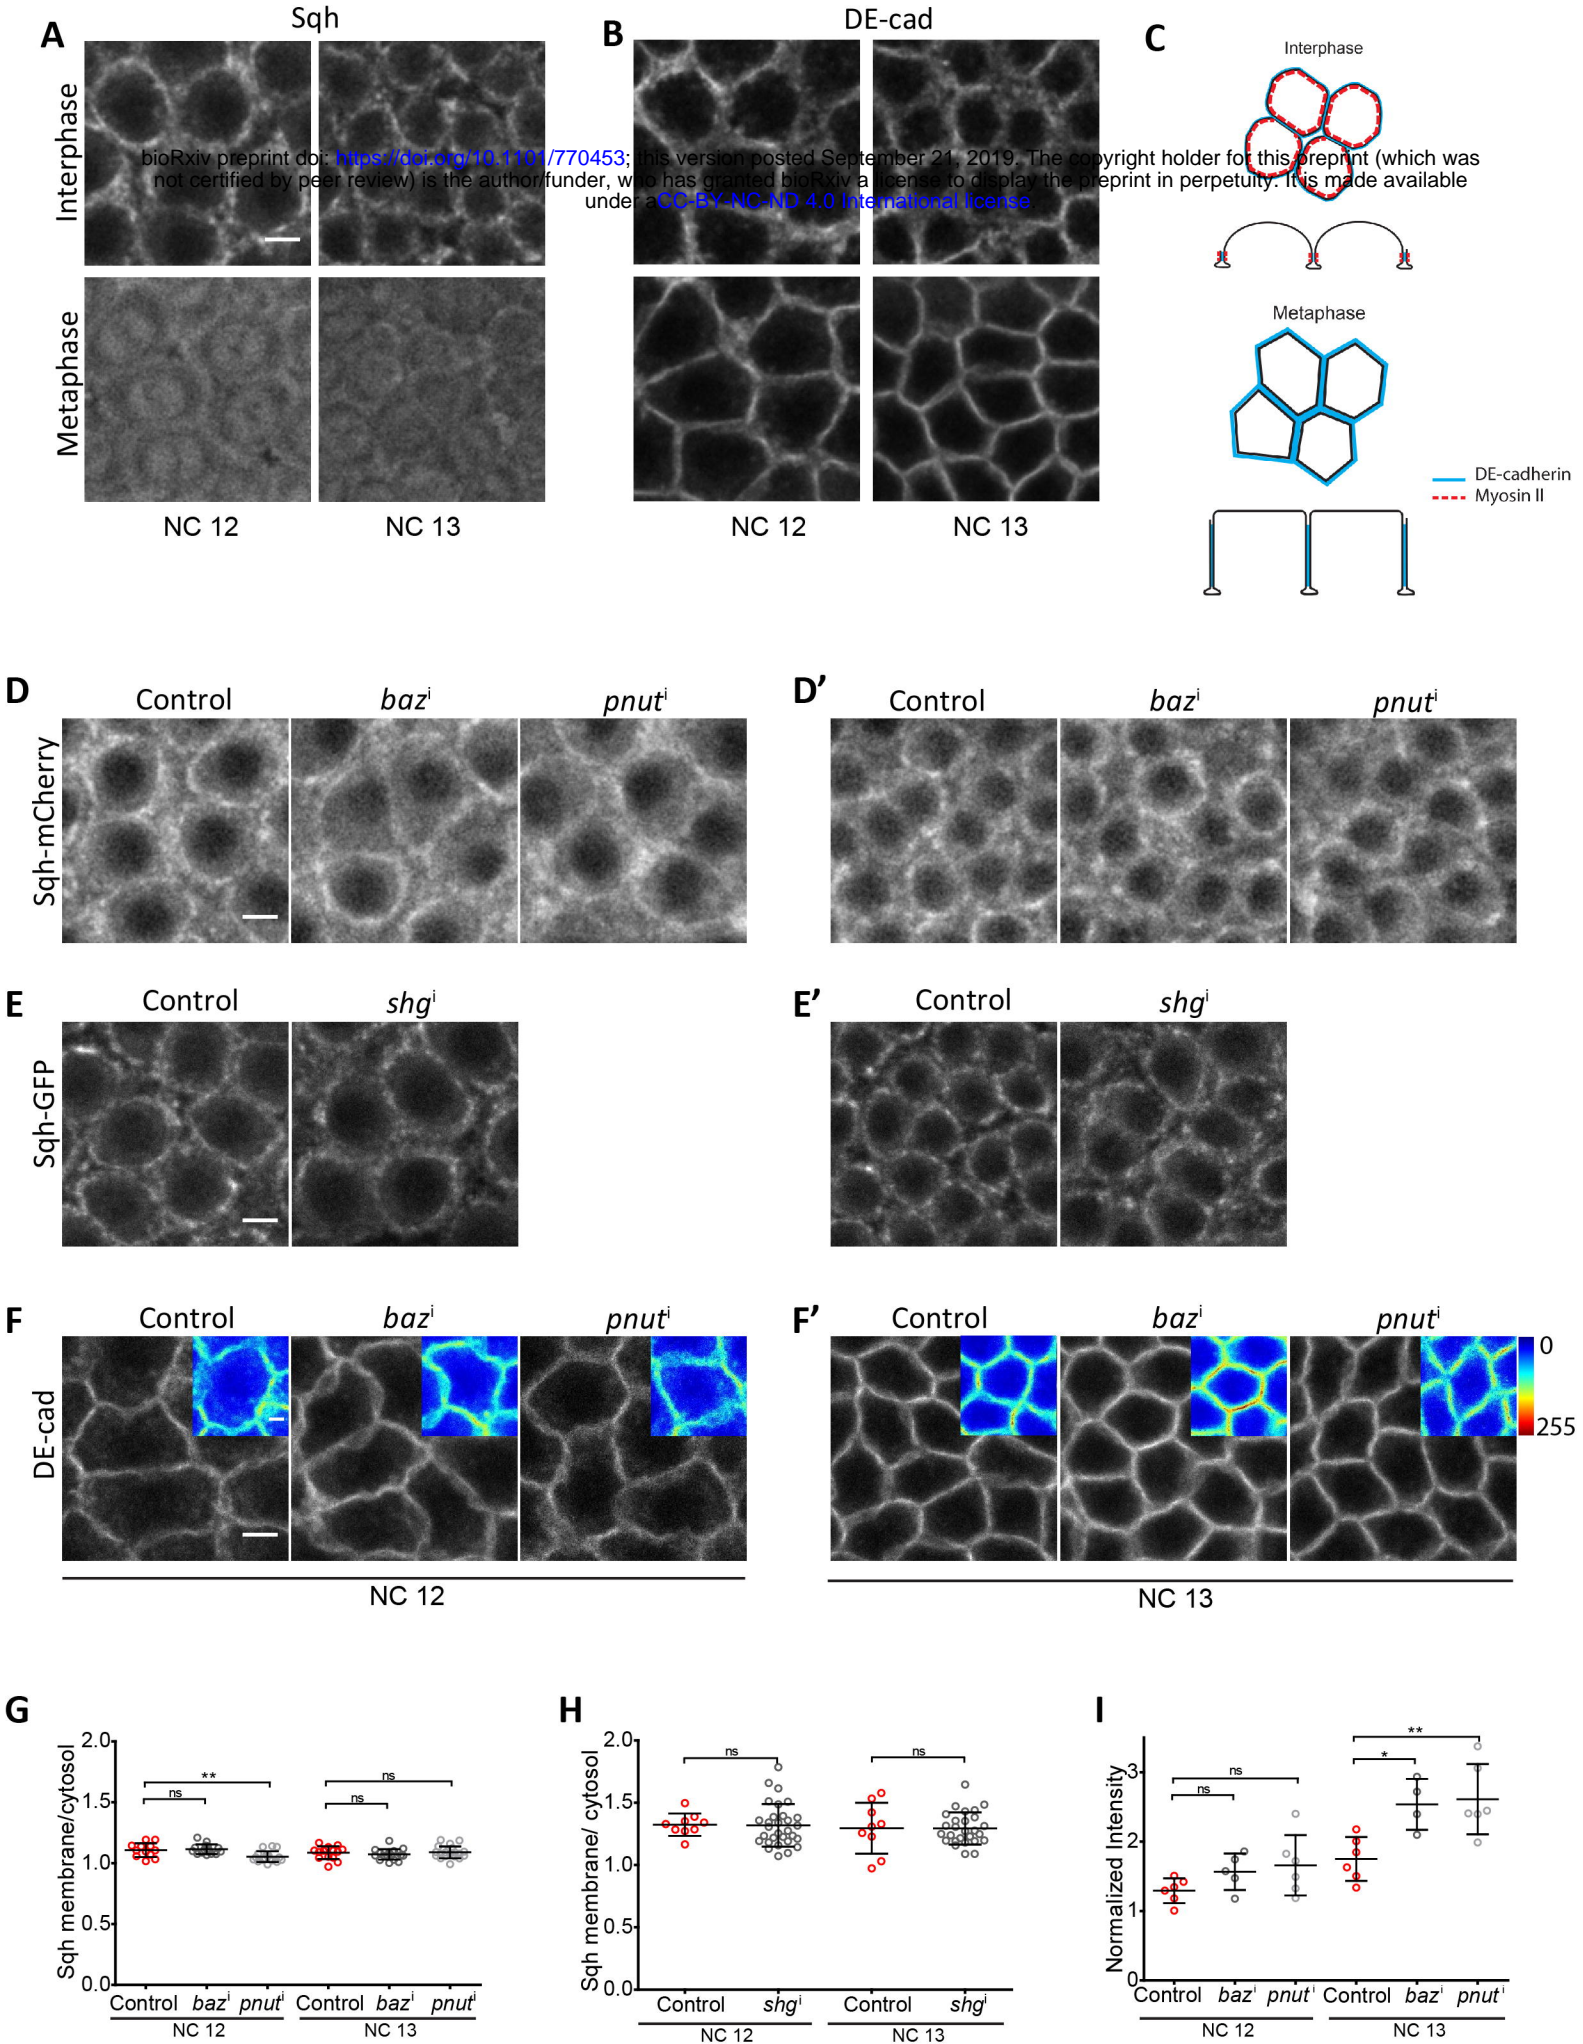 A
Sqh
B
DE-cad
C
Interphase
Interphase
bioRxiv preprint doi: https://doi.org/10.1101/770453; this version posted September 21, 2019. The copyright holder for this preprint (which was
not certified by peer review) is the author/funder, who has granted bioRxiv a license to display the preprint in perpetuity. It is made available
under aCC-BY-NC-ND 4.0 International license.
Metaphase
Metaphase
DE-cadherin
Myosin II
NC 12
NC 13
NC 12
NC 13
D
Control
bazi
pnuti
D’
Control
bazi
pnuti
Sqh-mCherry
E
Control
shgi
E’
Control
shgi
Sqh-GFP
F
Control
bazi
pnuti
F’
Control
bazi
pnuti
DE-cad
0
255
NC 12
NC 13
G
Sqh membrane/cytosol
2.0
1.5
1.0
0.5
0.0
**
ns
ns
ns
Control
bazi
pnuti
Control
bazi
pnuti
NC 12
NC 13
H
Sqh membrane/ cytosol
2.0
1.5
1.0
0.5
0.0
ns
ns
Control
shgi
Control
shgi
NC 12
NC 13
I
Normalized Intensity
3
2
1
0
ns
ns
**
*
Control
bazi
pnuti
Control
bazi
pnuti
NC 12
NC 13